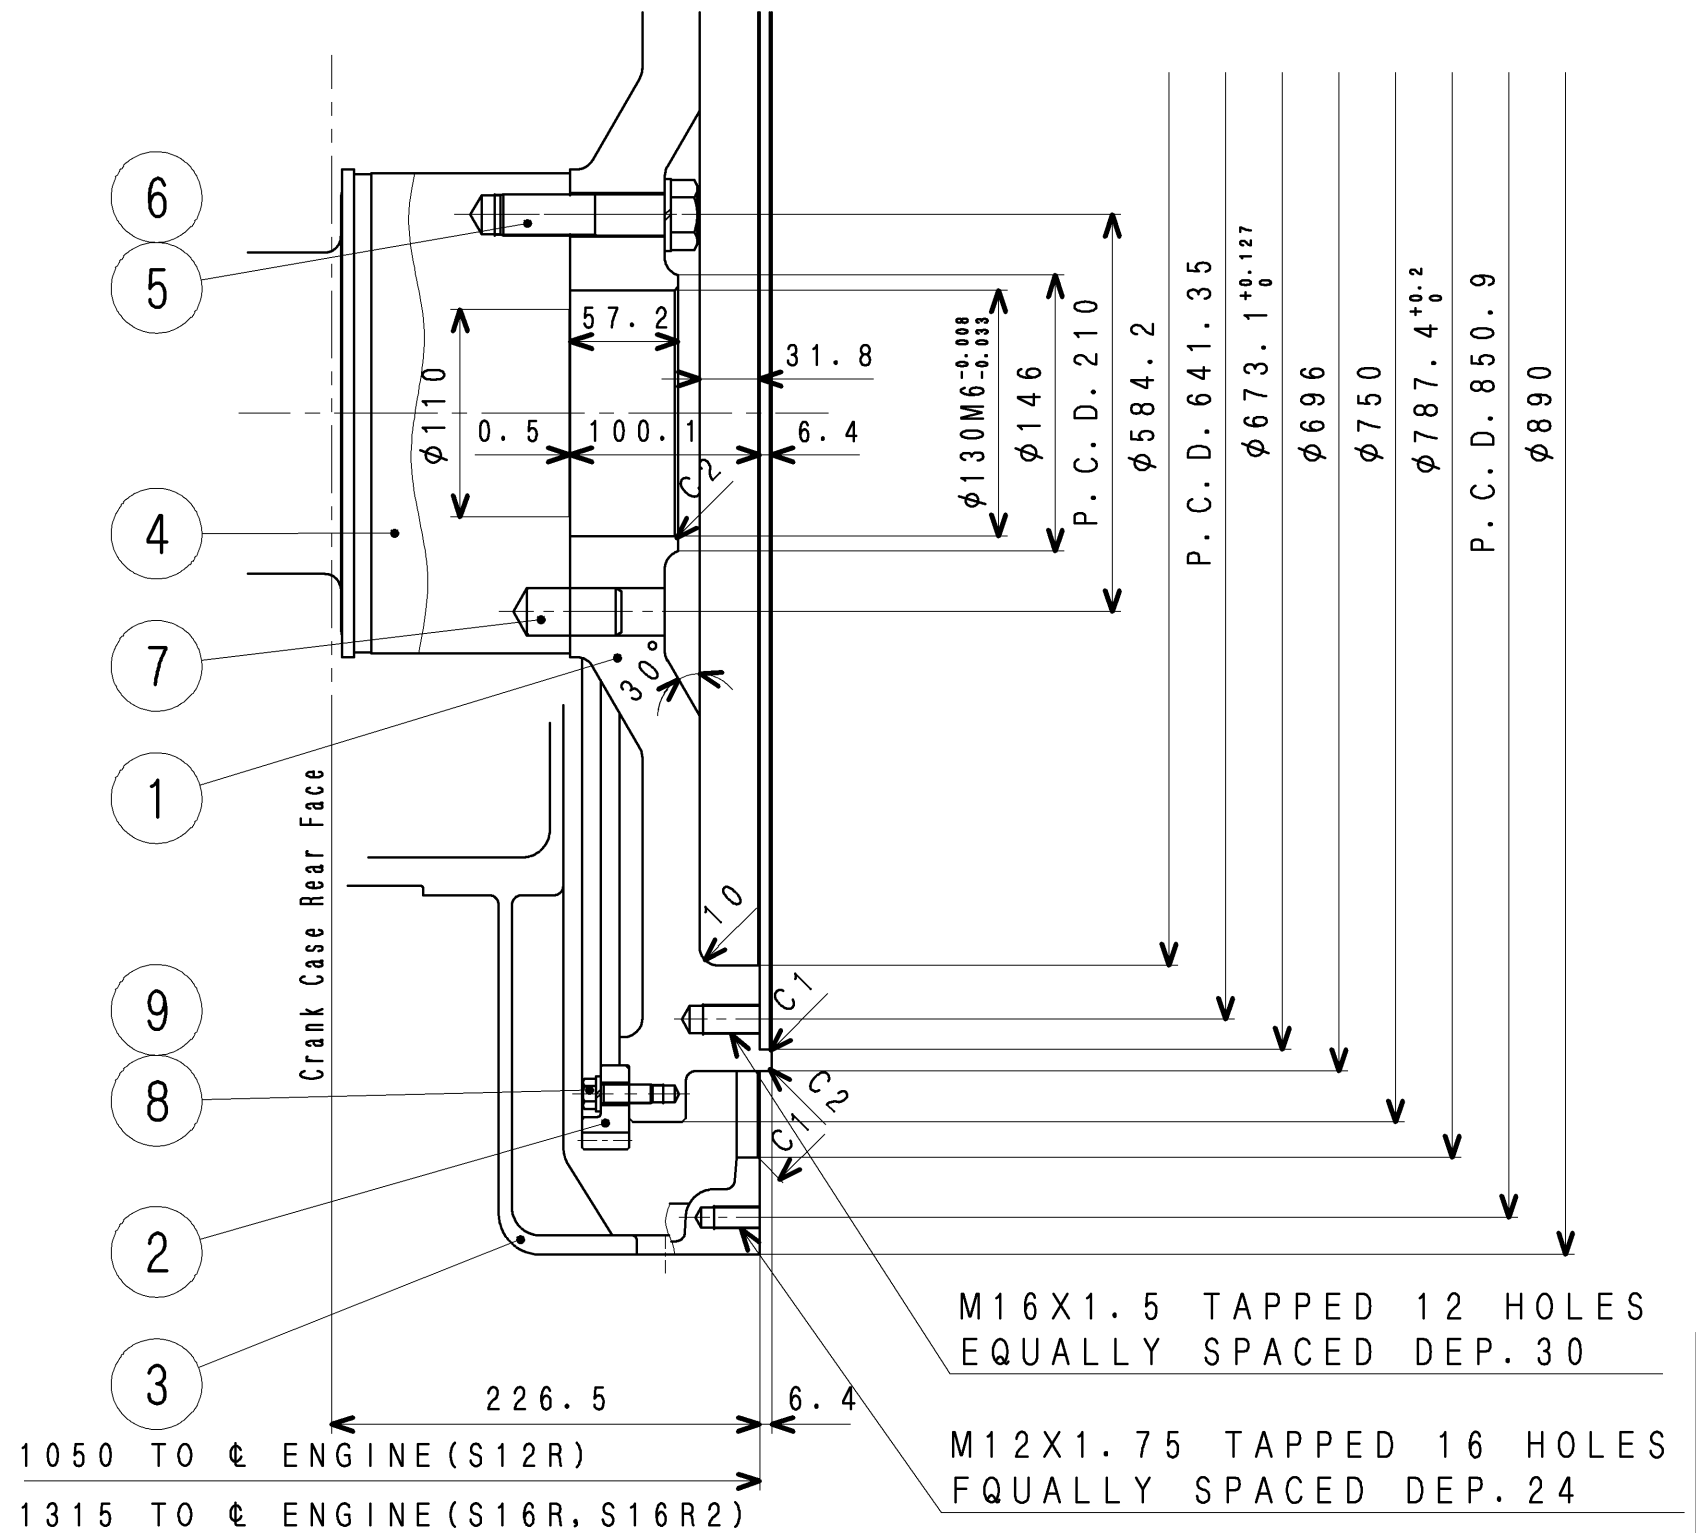 6
5
4
7
1
9
8
2
3
57.2
31.8
φ110
0.5
100.1
6.4
C2
30°
10
C1
C2
C1
φ130M6 -0.008 -0.033
φ146
P.C.D.210
φ584.2
P.C.D.641.35
φ673.1 +0.127 0
φ696
φ750
φ787.4 +0.2 0
P.C.D.850.9
φ890
Crank Case Rear Face
M16X1.5 TAPPED 12 HOLES
EQUALLY SPACED DEP.30
226.5
6.4
M12X1.75 TAPPED 16 HOLES
FQUALLY SPACED DEP.24
1050 TO ℄ ENGINE(S12R)
1315 TO ℄ ENGINE(S16R,S16R2)